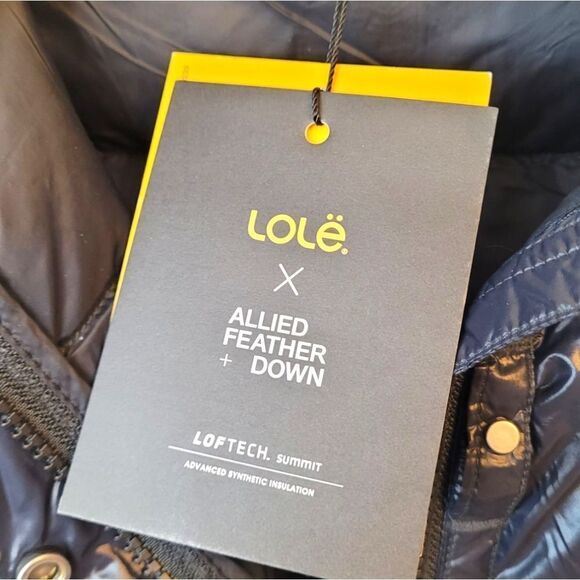 LOLË.
X
ALLIED
FEATHER
+ DOWN
LOFTECH. summit
ADVANCED SYNTHETIC INSULATION